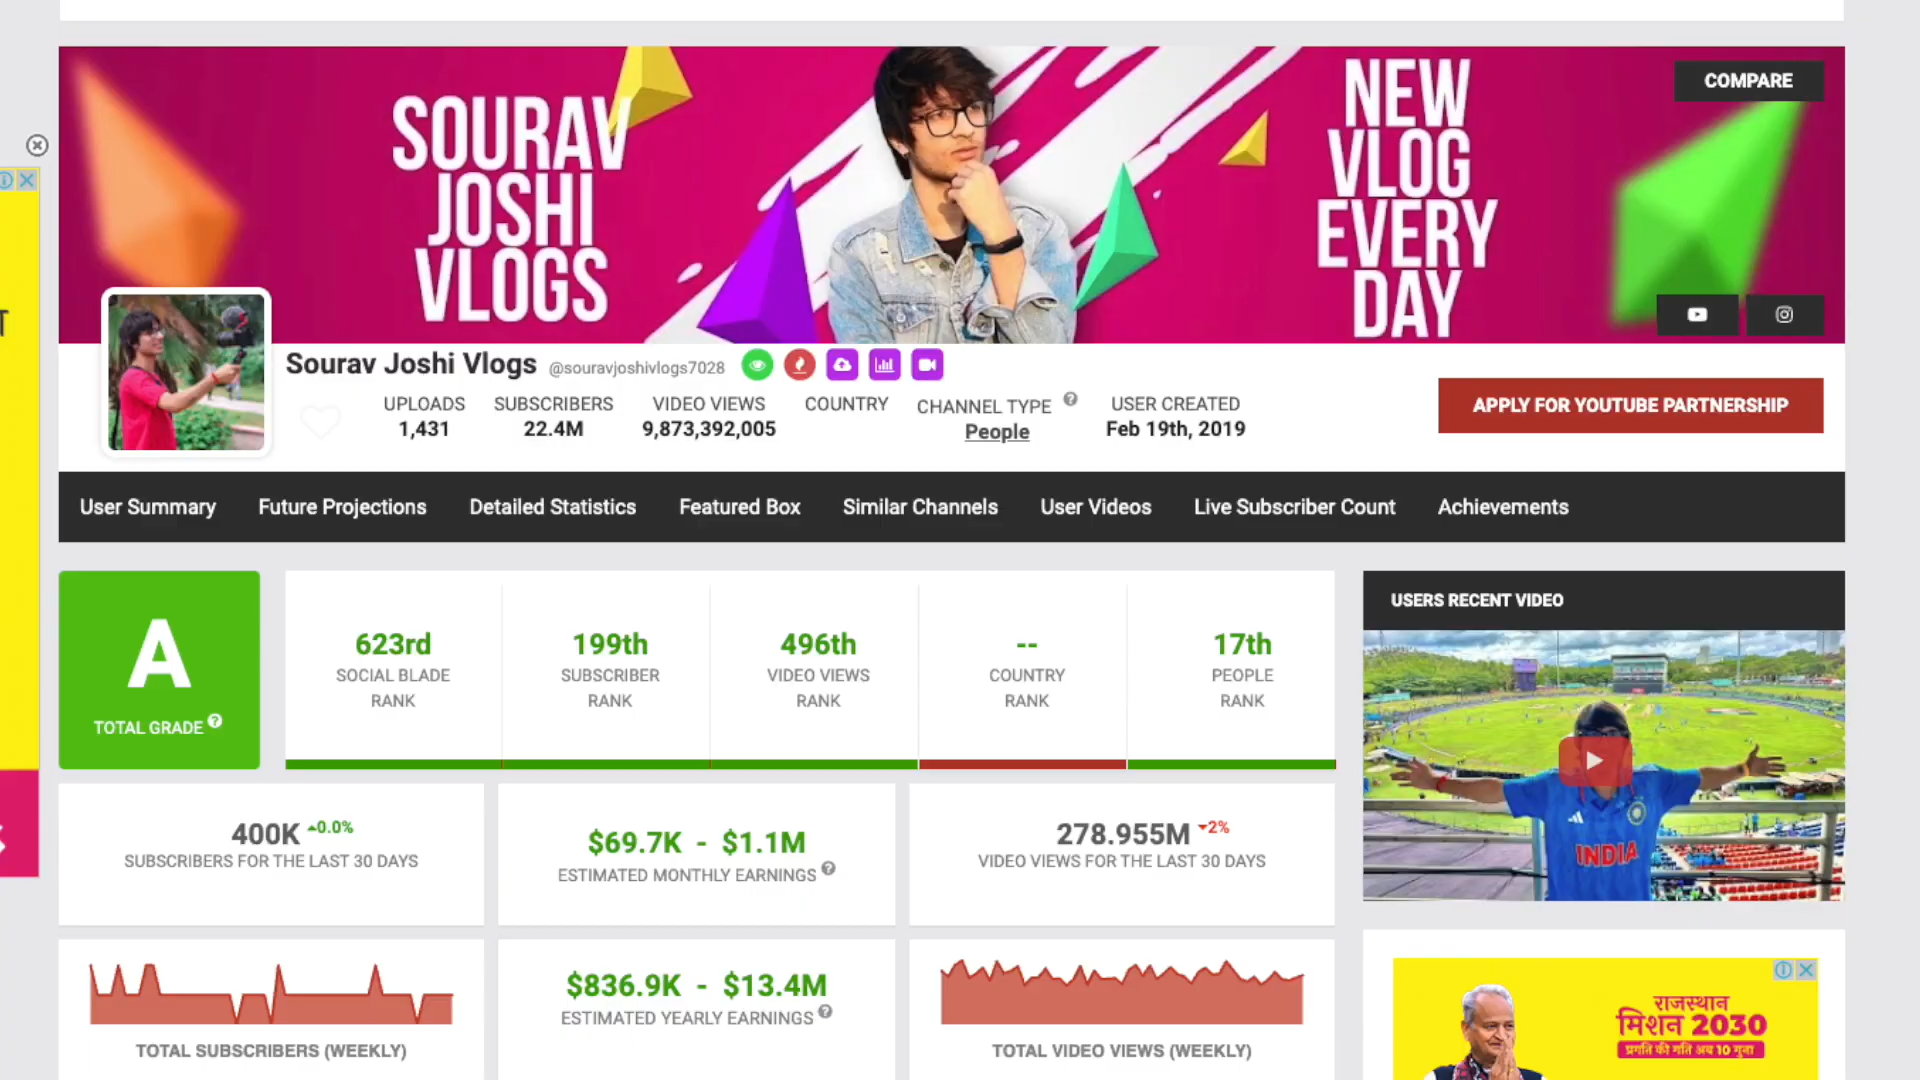 SOURAV
JOSHI
VLOGS
NEW
VLOG
EVERY
DAY
COMPARE
Sourav Joshi Vlogs @souravjoshivlogs7028
UPLOADS
1,431
SUBSCRIBERS
22.4M
VIDEO VIEWS
9,873,392,005
COUNTRY
CHANNEL TYPE
People
USER CREATED
Feb 19th, 2019
APPLY FOR YOUTUBE PARTNERSHIP
User Summary Future Projections Detailed Statistics Featured Box Similar Channels User Videos Live Subscriber Count Achievements
A
TOTAL GRADE
623rd
SOCIAL BLADE
RANK
199th
SUBSCRIBER
RANK
496th
VIDEO VIEWS
RANK
--
COUNTRY
RANK
17th
PEOPLE
RANK
USERS RECENT VIDEO
INDIA
400K 0.0%
SUBSCRIBERS FOR THE LAST 30 DAYS
$69.7K - $1.1M
ESTIMATED MONTHLY EARNINGS
278.955M 2%
VIDEO VIEWS FOR THE LAST 30 DAYS
TOTAL SUBSCRIBERS (WEEKLY)
$836.9K - $13.4M
ESTIMATED YEARLY EARNINGS
TOTAL VIDEO VIEWS (WEEKLY)
राजस्थान
मिशन 2030
प्रगति की गति अब 10 गुना